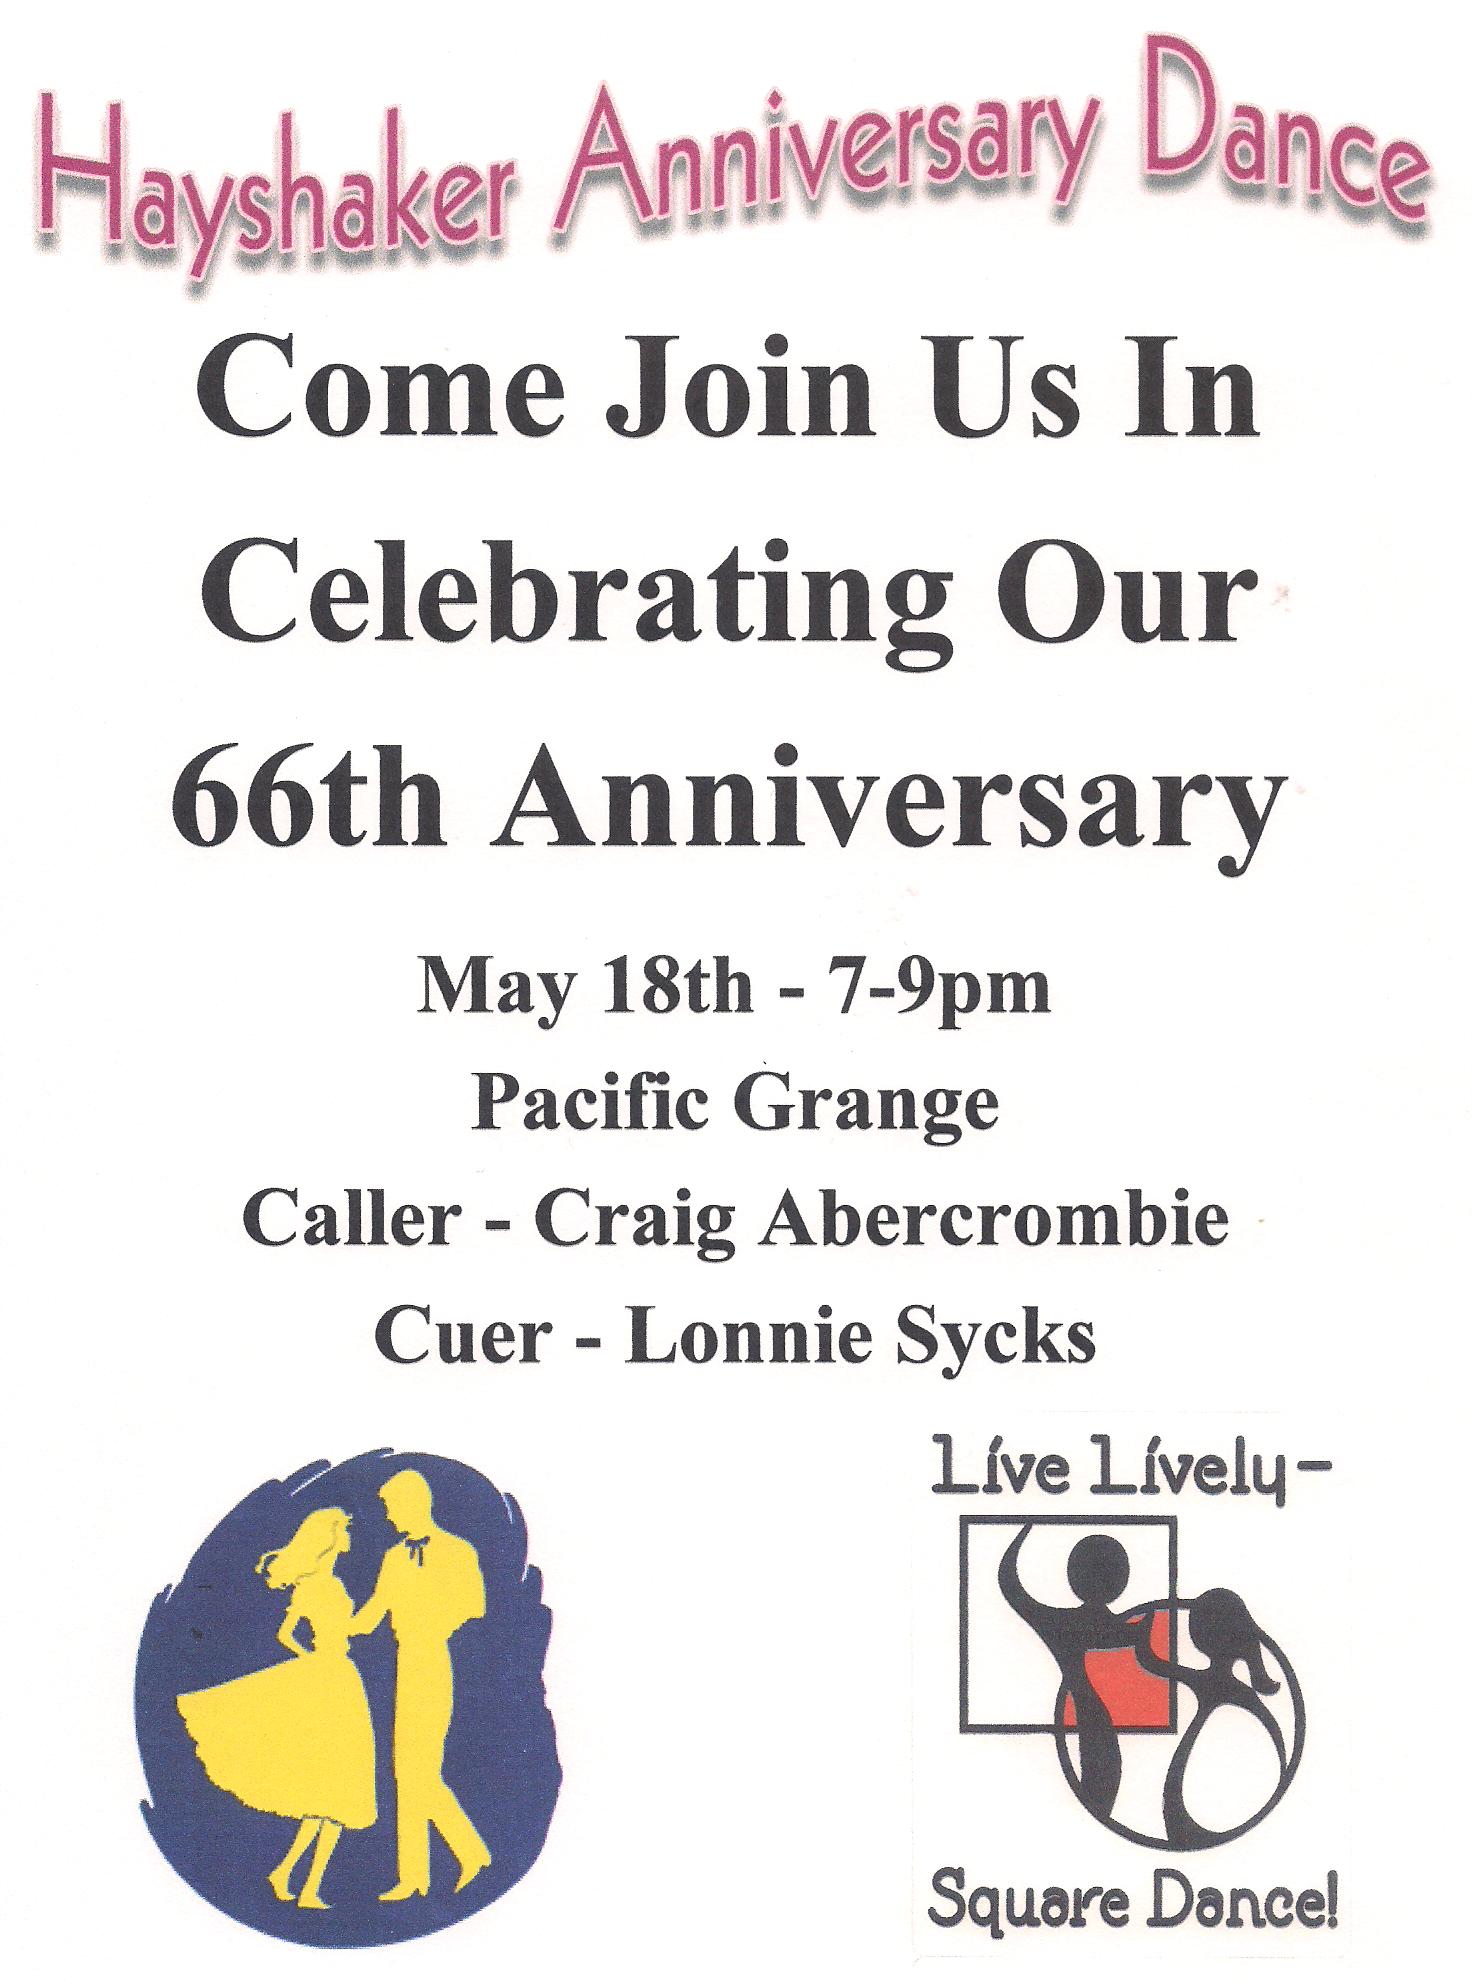 Hayshaker Anniversary Dance
Come Join Us In
Celebrating Our
66th Anniversary
May 18th - 7-9pm
Pacific Grange
Caller - Craig Abercrombie
Cuer - Lonnie Sycks
Live Lively-
Square Dance!